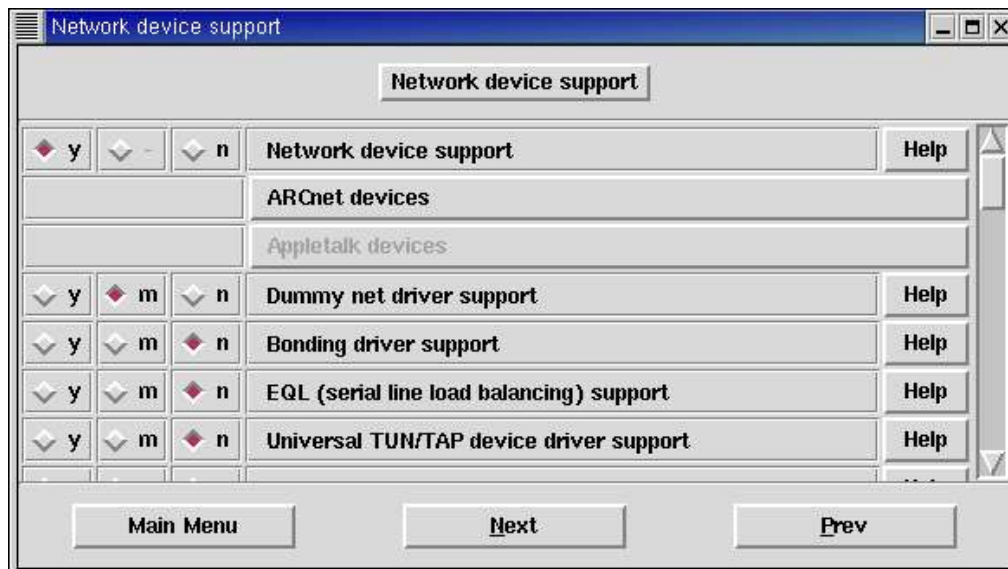 Network device support
Network device support
y - n Network device support Help
ARCnet devices
Appletalk devices
y m n Dummy net driver support Help
y m n Bonding driver support Help
y m n EQL (serial line load balancing) support Help
y m n Universal TUN/TAP device driver support Help
Main Menu Next Prev